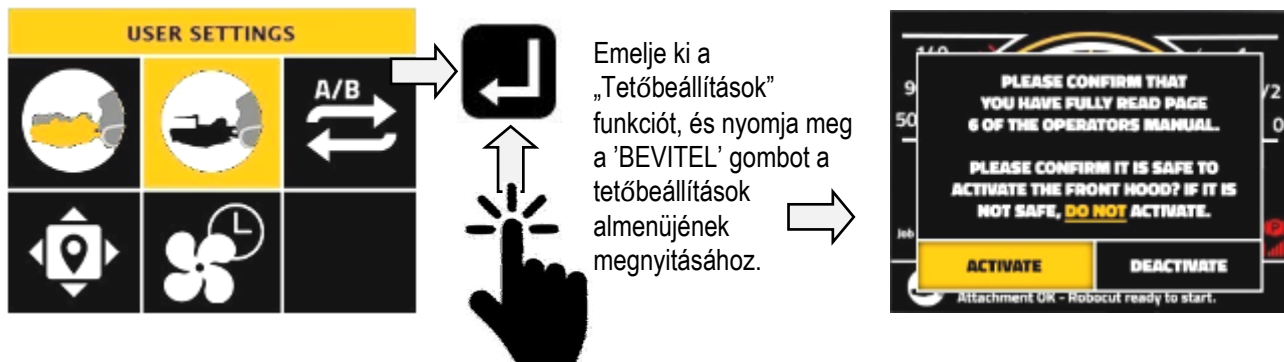 USER SETTINGS
A/B
Emelje ki a
„Tetőbeállítások”
funkciót, és nyomja meg
a ’BEVITEL’ gombot a
tetőbeállítások
almenüjének
megnyitásához.
PLEASE CONFIRM THAT
YOU HAVE FULLY READ PAGE
6 OF THE OPERATORS MANUAL.
PLEASE CONFIRM IT IS SAFE TO
ACTIVATE THE FRONT HOOD? IF IT IS
NOT SAFE, DO NOT ACTIVATE.
Job
ACTIVATE DEACTIVATE
Attachment OK - Robocut ready to start.